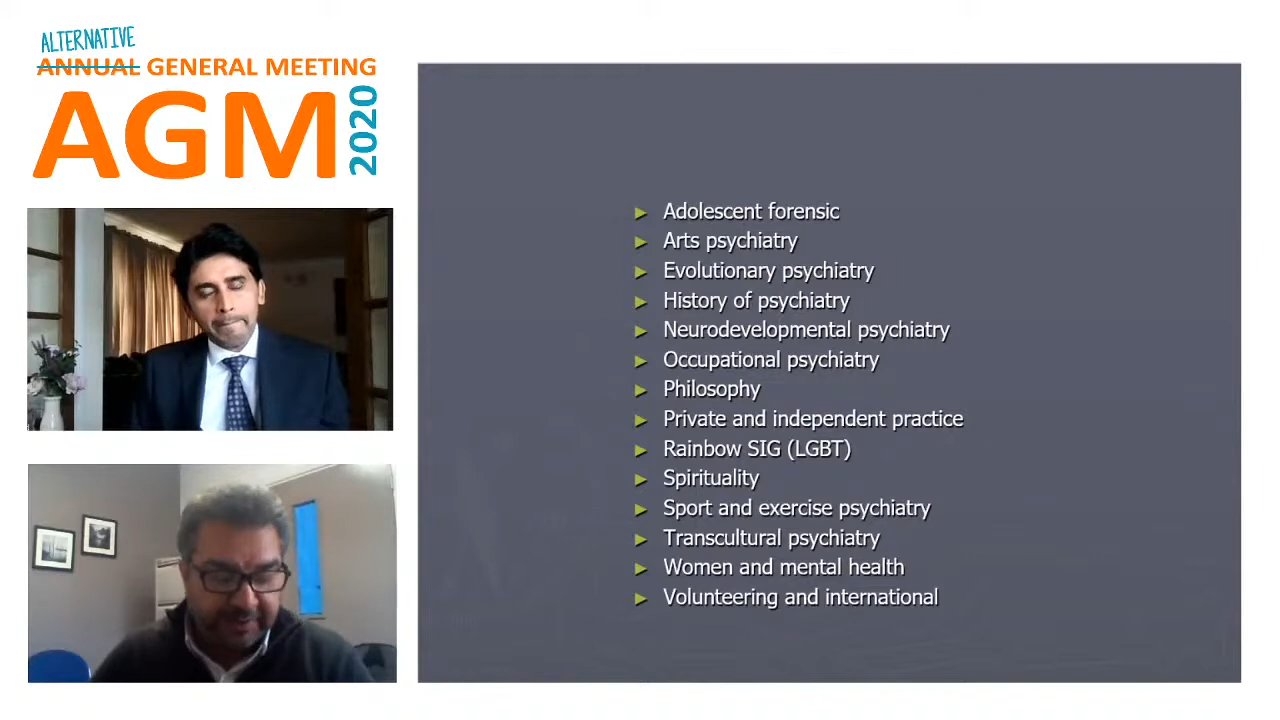 ALTERNATIVE
ANNUAL GENERAL MEETING
AGM 2020
Adolescent forensic
Arts psychiatry
Evolutionary psychiatry
History of psychiatry
Neurodevelopmental psychiatry
Occupational psychiatry
Philosophy
Private and independent practice
Rainbow SIG (LGBT)
Spirituality
Sport and exercise psychiatry
Transcultural psychiatry
Women and mental health
Volunteering and international